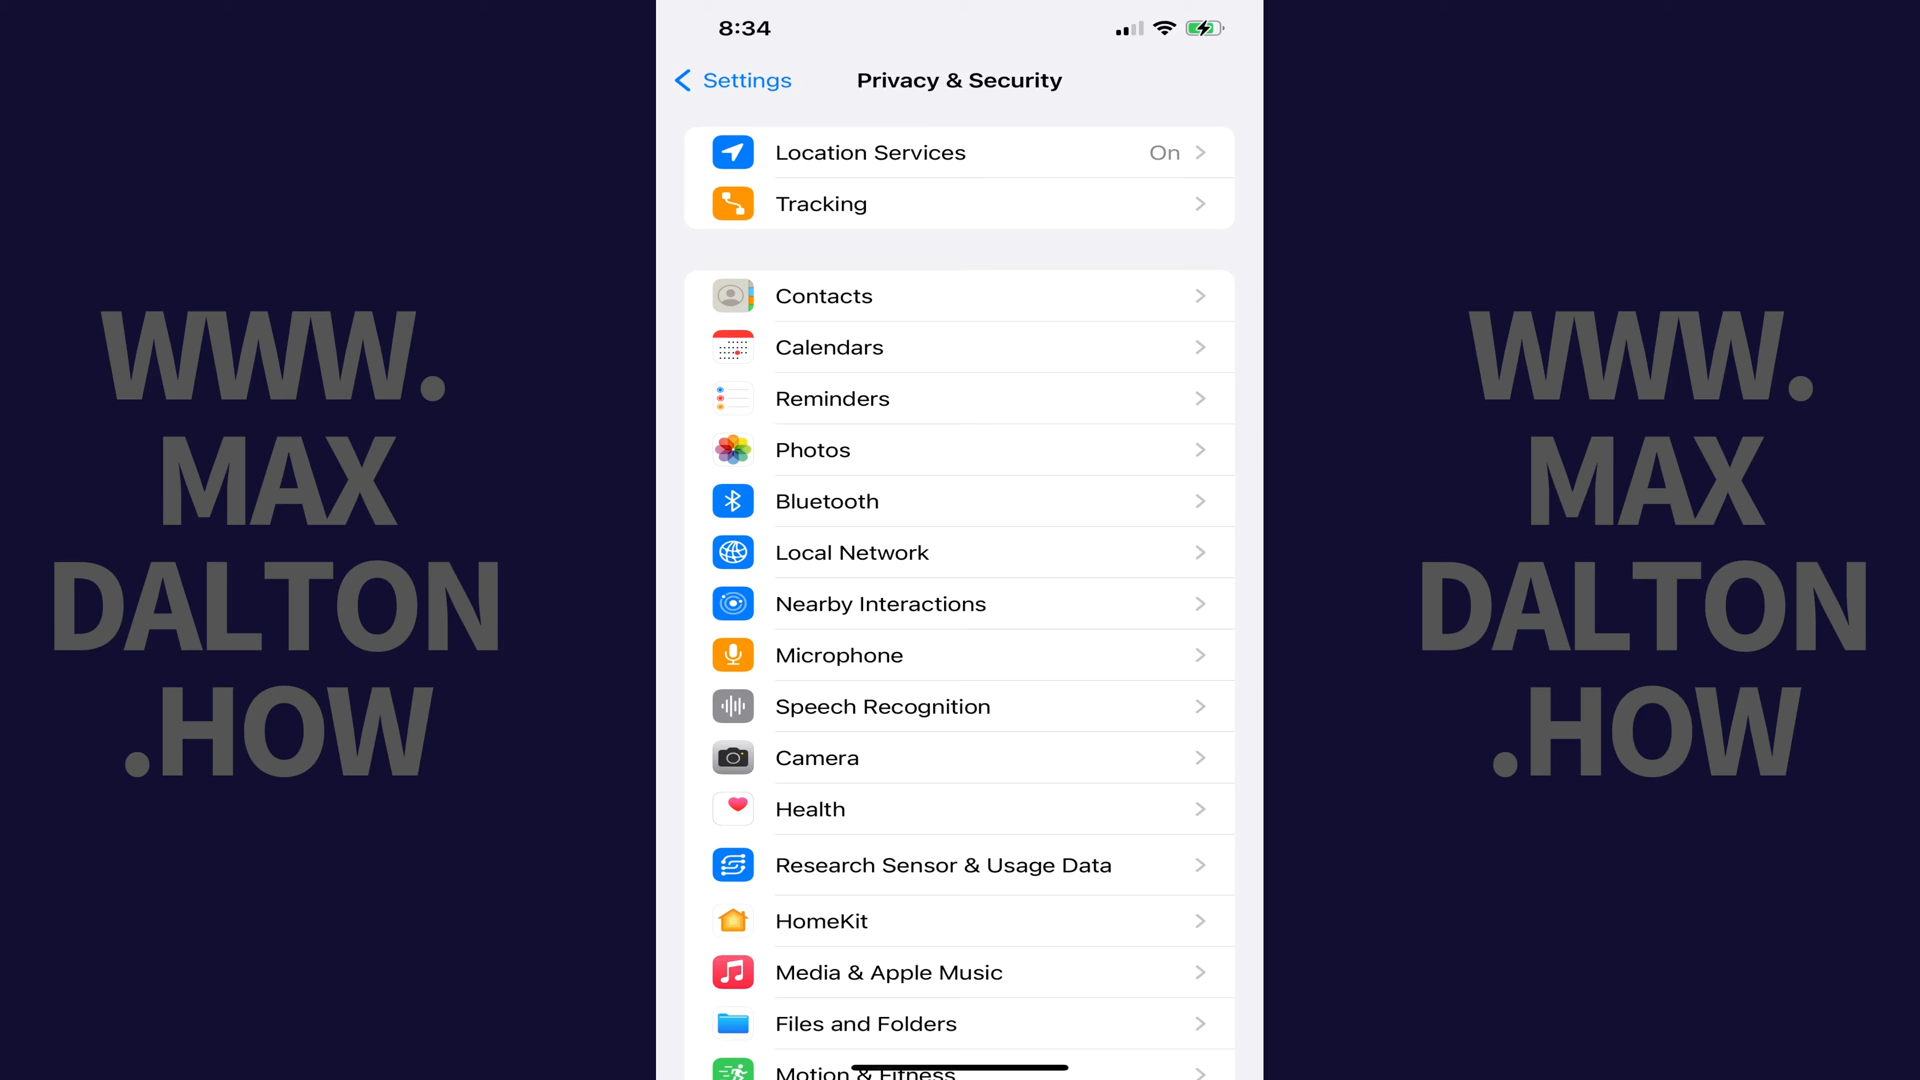 8:34
Settings
Privacy & Security
Location Services On
Tracking
Contacts
Calendars
Reminders
Photos
Bluetooth
Local Network
Nearby Interactions
Microphone
Speech Recognition
Camera
Health
Research Sensor & Usage Data
HomeKit
Media & Apple Music
Files and Folders
Motion & Fitness
WWW.
MAX
DALTON
.HOW
WWW.
MAX
DALTON
.HOW